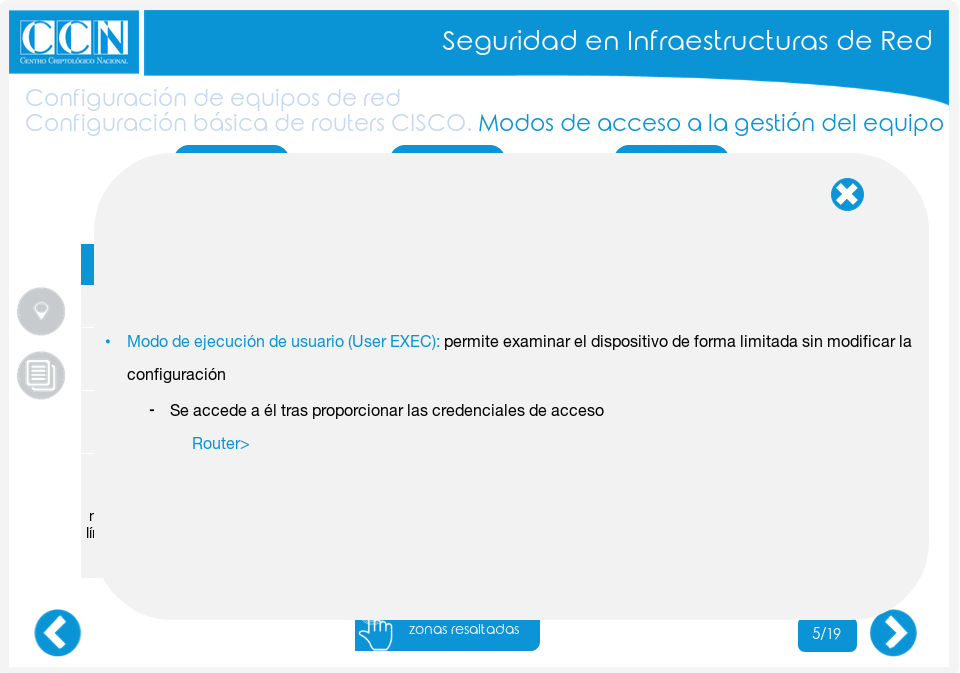 CCN
CENTRO CRIPTOLÓGICO NACIONAL
Seguridad en Infraestructuras de Red
Configuración de equipos de red
Configuración básica de routers CISCO. Modos de acceso a la gestión del equipo
• Modo de ejecución de usuario (User EXEC): permite examinar el dispositivo de forma limitada sin modificar la
configuración
- Se accede a él tras proporcionar las credenciales de acceso
Router>
zonas resaltadas
5/19